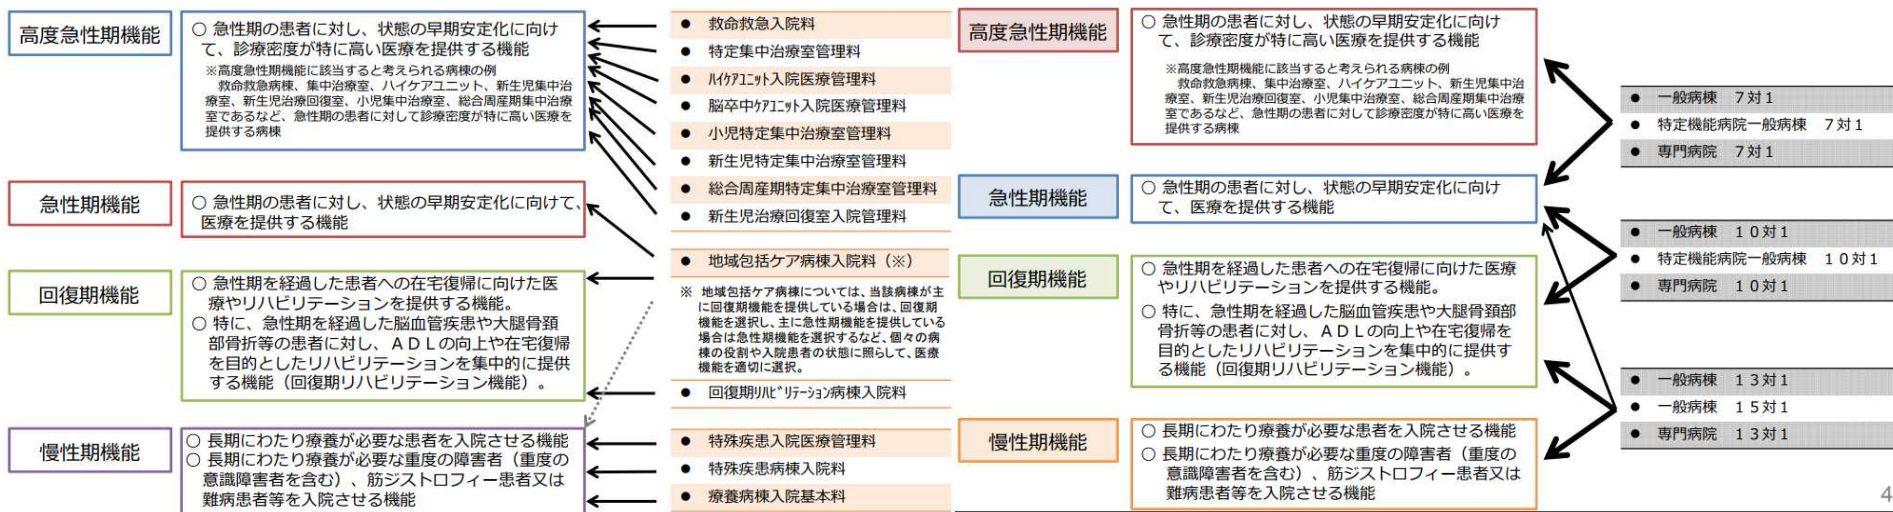 高度急性期機能
○ 急性期の患者に対し、状態の早期安定化に向け
て、診療密度が特に高い医療を提供する機能
※高度急性期機能に該当すると考えられる病棟の例
救命救急病棟、集中治療室、ハイケアユニット、新生児集中治
療室、新生児治療回復室、小児集中治療室、総合周産期集中治療
室であるなど、急性期の患者に対して診療密度が特に高い医療を
提供する病棟
急性期機能
○ 急性期の患者に対し、状態の早期安定化に向けて、
医療を提供する機能
回復期機能
○ 急性期を経過した患者への在宅復帰に向けた医
療やリハビリテーションを提供する機能。
○ 特に、急性期を経過した脳血管疾患や大腿骨頚
部骨折等の患者に対し、ADLの向上や在宅復帰
を目的としたリハビリテーションを集中的に提供
する機能（回復期リハビリテーション機能）。
慢性期機能
○ 長期にわたり療養が必要な患者を入院させる機能
○ 長期にわたり療養が必要な重度の障害者（重度の
意識障害者を含む）、筋ジストロフィー患者又は
難病患者等を入院させる機能
● 救命救急入院料
● 特定集中治療室管理料
● ﾊｲｹｱﾕﾆｯﾄ入院医療管理料
● 脳卒中ｹｱﾕﾆｯﾄ入院医療管理料
● 小児特定集中治療室管理料
● 新生児特定集中治療室管理料
● 総合周産期特定集中治療室管理料
● 新生児治療回復室入院管理料
● 地域包括ケア病棟入院料（※）
※ 地域包括ケア病棟については、当該病棟が主
に回復期機能を提供している場合は、回復期
機能を選択し、主に急性期機能を提供している
場合は急性期機能を選択するなど、個々の病
棟の役割や入院患者の状態に照らして、医療
機能を適切に選択。
● 回復期ﾘﾊﾋﾞﾘﾃｰｼｮﾝ病棟入院料
● 特殊疾患入院医療管理料
● 特殊疾患病棟入院料
● 療養病棟入院基本料
高度急性期機能
○ 急性期の患者に対し、状態の早期安定化に向け
て、診療密度が特に高い医療を提供する機能
※高度急性期機能に該当すると考えられる病棟の例
救命救急病棟、集中治療室、ハイケアユニット、新生児集中治
療室、新生児治療回復室、小児集中治療室、総合周産期集中治療
室であるなど、急性期の患者に対して診療密度が特に高い医療を
提供する病棟
急性期機能
○ 急性期の患者に対し、状態の早期安定化に向け
て、医療を提供する機能
回復期機能
○ 急性期を経過した患者への在宅復帰に向けた医療
やリハビリテーションを提供する機能。
○ 特に、急性期を経過した脳血管疾患や大腿骨頚部
骨折等の患者に対し、ADLの向上や在宅復帰を
目的としたリハビリテーションを集中的に提供す
る機能（回復期リハビリテーション機能）。
慢性期機能
○ 長期にわたり療養が必要な患者を入院させる機能
○ 長期にわたり療養が必要な重度の障害者（重度の
意識障害者を含む）、筋ジストロフィー患者又は
難病患者等を入院させる機能
● 一般病棟 7対1
● 特定機能病院一般病棟 7対1
● 専門病院 7対1
● 一般病棟 10対1
● 特定機能病院一般病棟 10対1
● 専門病院 10対1
● 一般病棟 13対1
● 一般病棟 15対1
● 専門病院 13対1
4